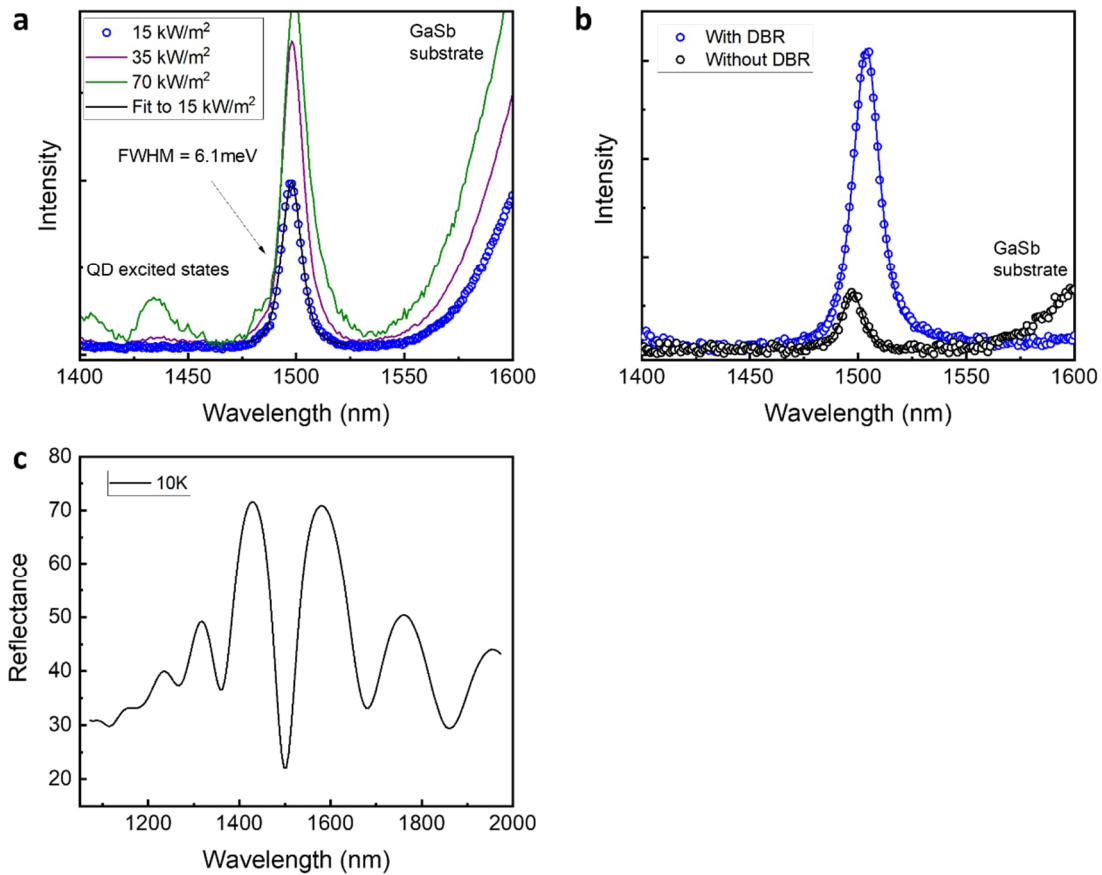 a
15 kW/m²
35 kW/m²
70 kW/m²
Fit to 15 kW/m²
GaSb
substrate
FWHM = 6.1meV
QD excited states
Intensity
1400 1450 1500 1550 1600
Wavelength (nm)
b
With DBR
Without DBR
GaSb
substrate
Intensity
1400 1450 1500 1550 1600
Wavelength (nm)
c
10K
80
70
60
50
40
30
20
Reflectance
1200 1400 1600 1800 2000
Wavelength (nm)